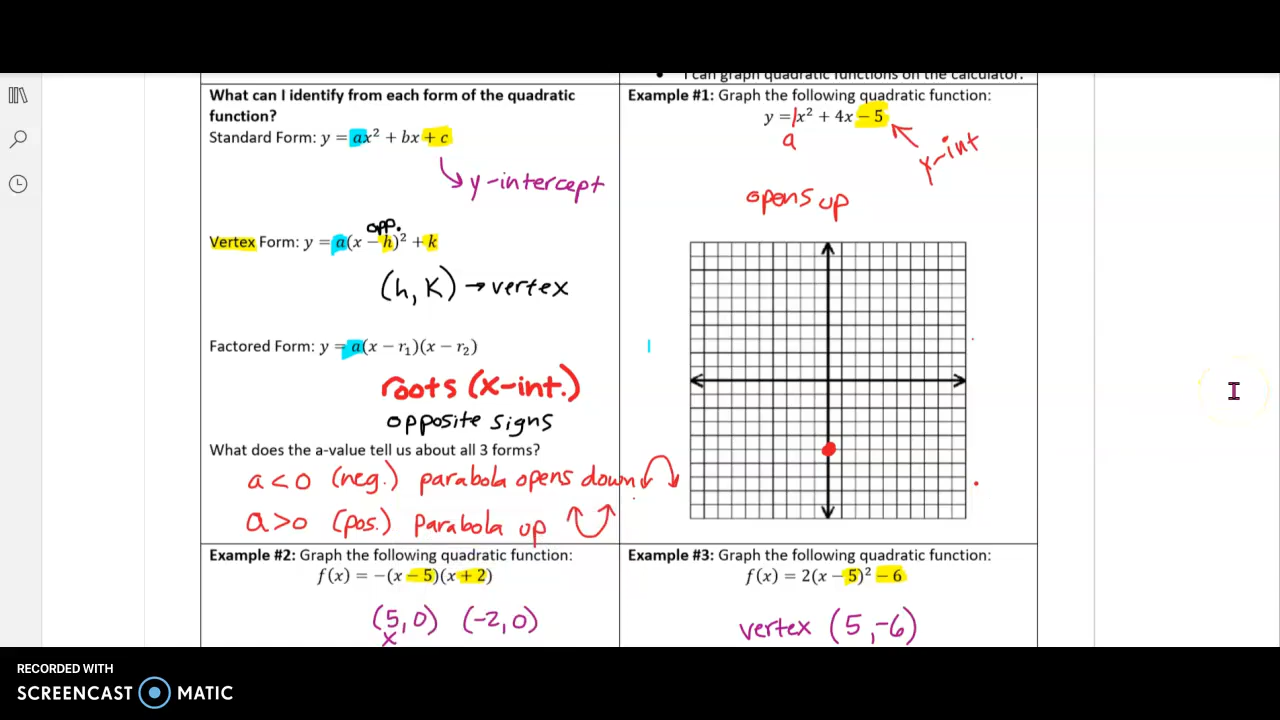 I can graph quadratic functions on the calculator.
What can I identify from each form of the quadratic
function?
Standard Form: y = ax² + bx + c
y-intercept
opp.
Vertex Form: y = a(x − h)² + k
(h, K) → vertex
Factored Form: y = a(x − r₁)(x − r₂)
roots (x-int.)
opposite signs
What does the a-value tell us about all 3 forms?
a < 0 (neg.) parabola opens down
a > 0 (pos.) parabola up
Example #1: Graph the following quadratic function:
y = 1x² + 4x − 5
a
y-int
opens up
Example #2: Graph the following quadratic function:
f(x) = −(x − 5)(x + 2)
(5, 0) (-2, 0)
x
Example #3: Graph the following quadratic function:
f(x) = 2(x − 5)² − 6
vertex (5, -6)
RECORDED WITH
SCREENCAST MATIC